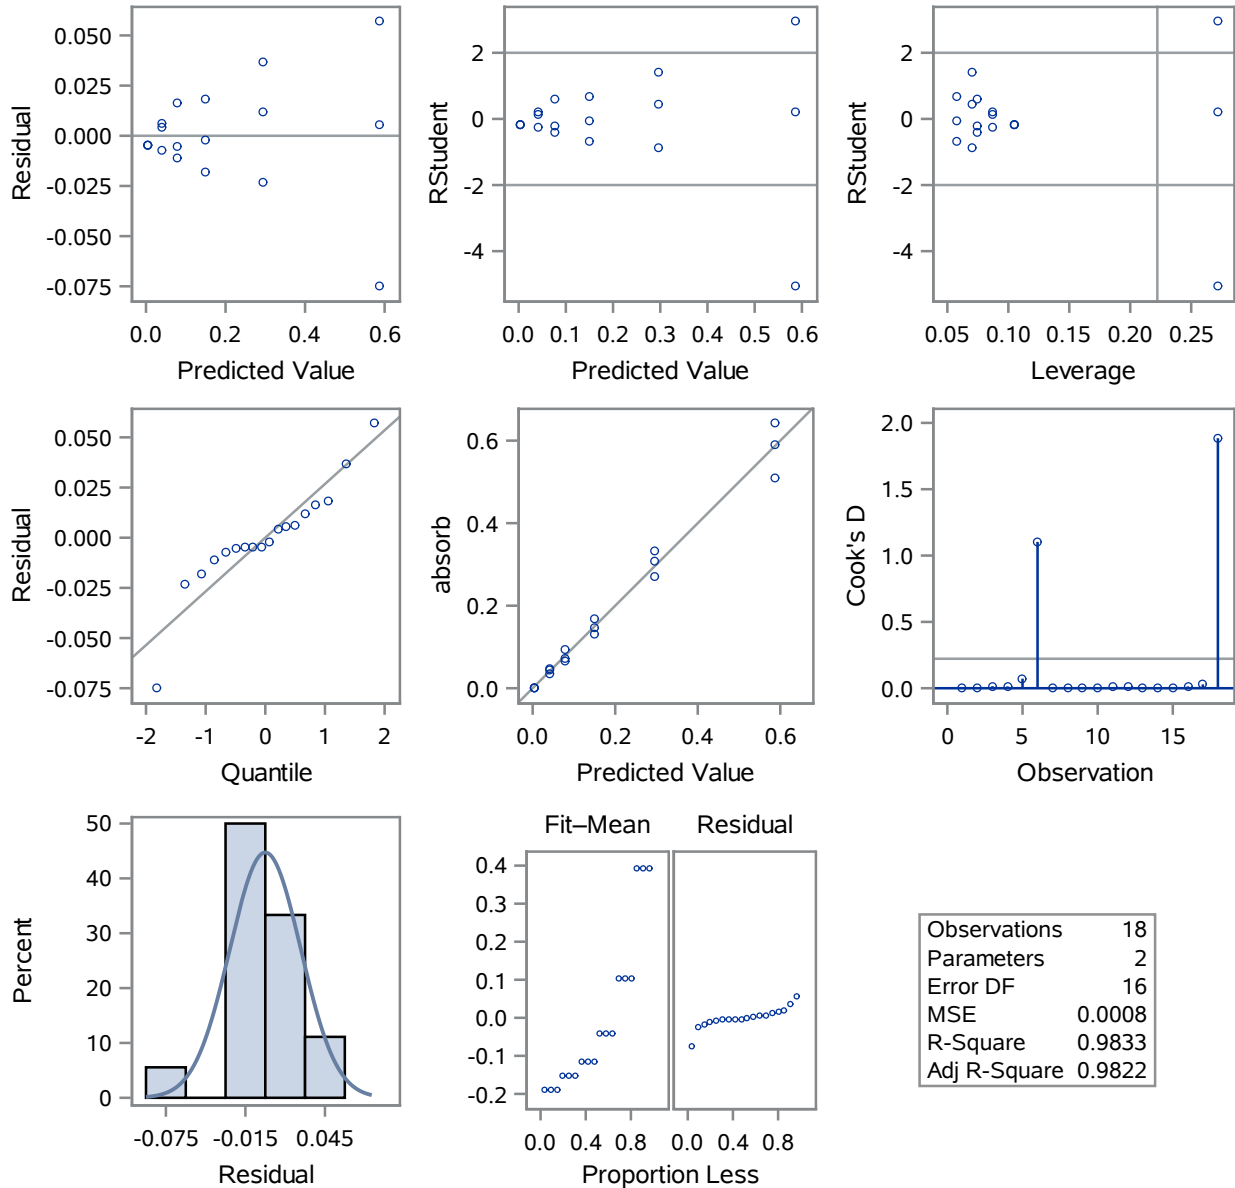 0.050
0.025
0.000
-0.025
-0.050
-0.075
Residual
0.0 0.2 0.4 0.6
Predicted Value
2
0
-2
-4
RStudent
0.0 0.1 0.2 0.3 0.4 0.5 0.6
Predicted Value
2
0
-2
-4
RStudent
0.05 0.10 0.15 0.20 0.25
Leverage
0.050
0.025
0.000
-0.025
-0.050
-0.075
Residual
-2 -1 0 1 2
Quantile
0.6
0.4
0.2
0.0
absorb
0.0 0.2 0.4 0.6
Predicted Value
2.0
1.5
1.0
0.5
0.0
Cook's D
0 5 10 15
Observation
50
40
30
20
10
0
Percent
-0.075 -0.015 0.045
Residual
Fit–Mean Residual
0.4
0.3
0.2
0.1
0.0
-0.1
-0.2
0.0 0.4 0.8 0.0 0.4 0.8
Proportion Less
Observations 18
Parameters 2
Error DF 16
MSE 0.0008
R-Square 0.9833
Adj R-Square 0.9822